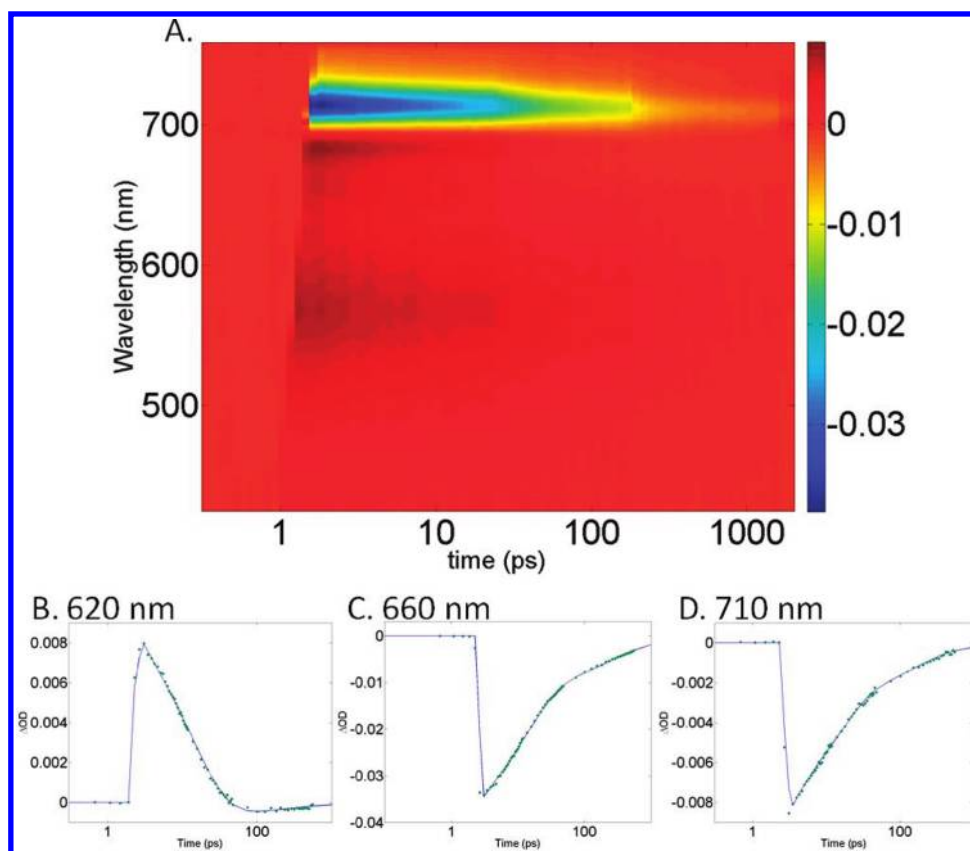 A.
Wavelength (nm)
700
600
500
1
10
100
1000
time (ps)
0
-0.01
-0.02
-0.03
B. 620 nm
ΔOD
0.008
0.006
0.004
0.002
0
1
100
Time (ps)
C. 660 nm
ΔOD
0
-0.01
-0.02
-0.03
-0.04
1
100
Time (ps)
D. 710 nm
ΔOD
0
-0.002
-0.004
-0.006
-0.008
1
100
Time (ps)